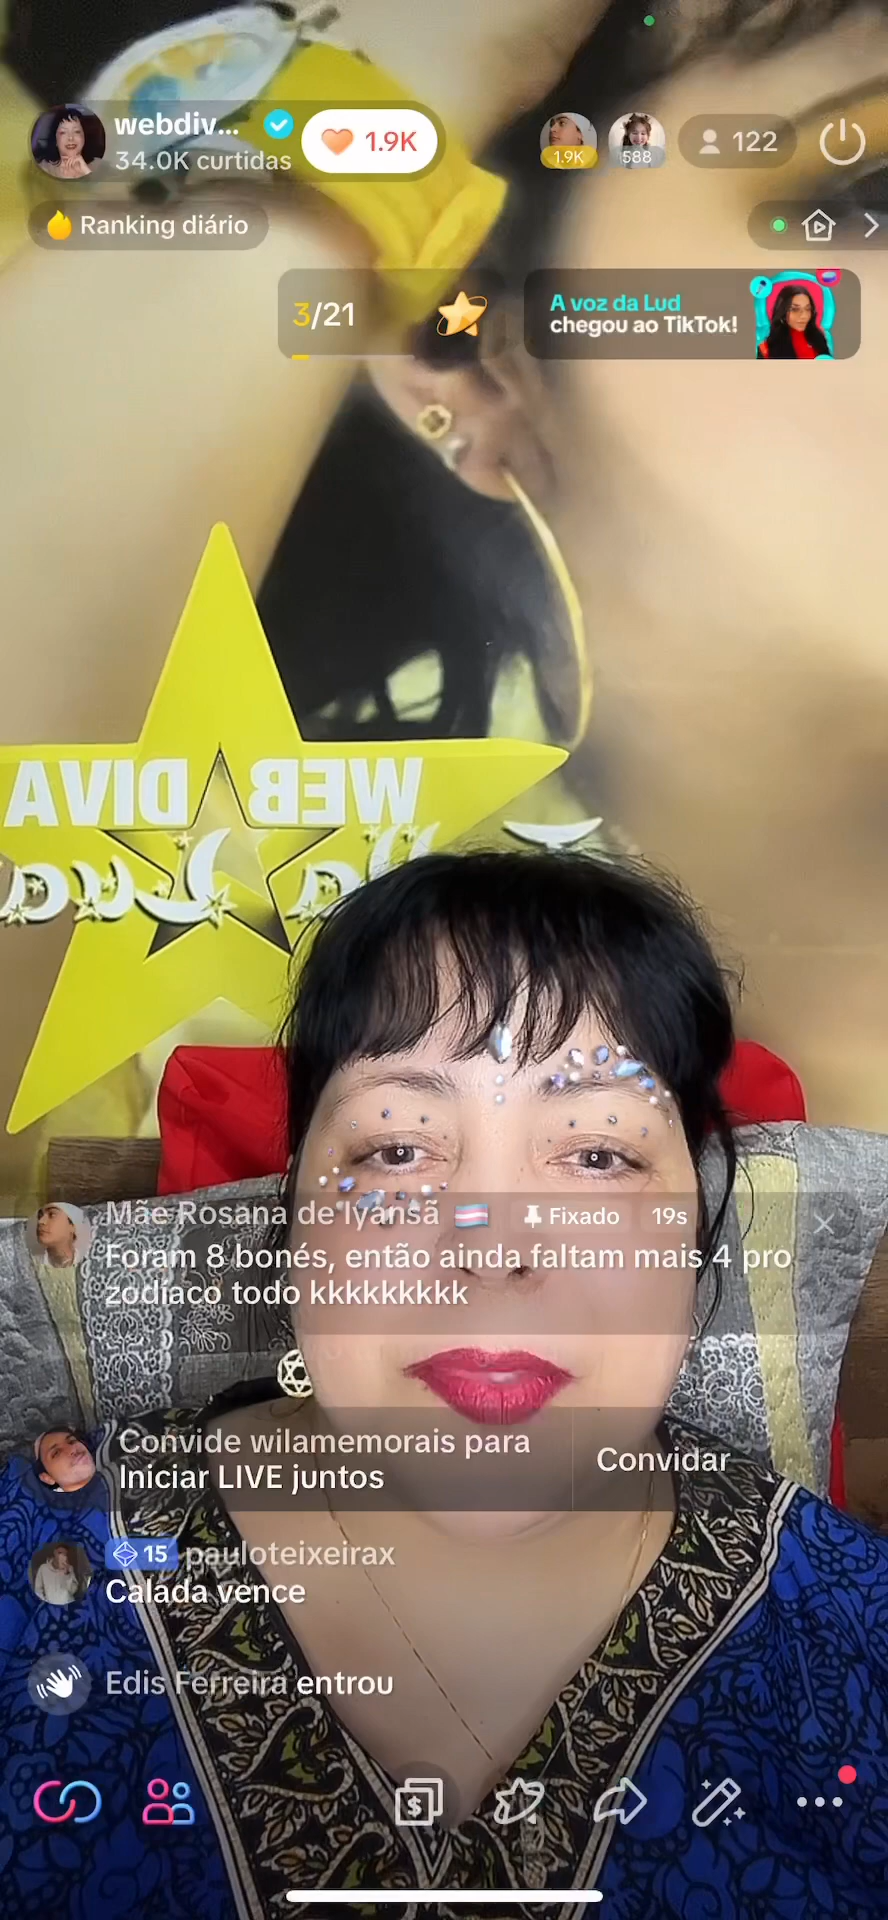 webdiv...
34.0K curtidas
1.9K
1.9K
588
122
Ranking diário
3/21
A voz da Lud
chegou ao TikTok!
WEB DIVA
Mãe Rosana de Iyánsã
Fixado
19s
Foram 8 bonés, então ainda faltam mais 4 pro
zodiaco todo kkkkkkkkk
Convide wilamemorais para
Iniciar LIVE juntos
Convidar
15 pauloteixeirax
Calada vence
Edis Ferreira entrou